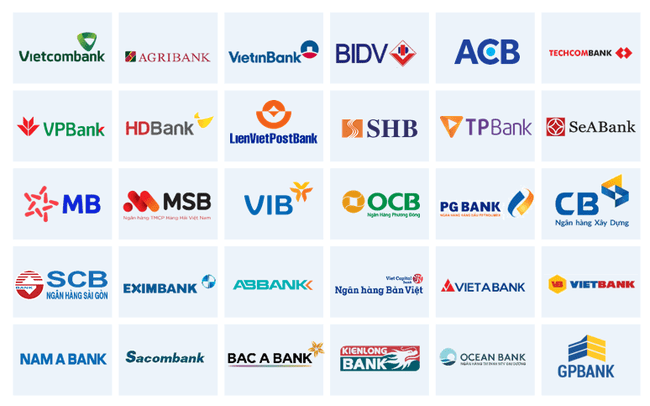 Vietcombank
AGRIBANK
VietinBank
BIDV
ACB
TECHCOMBANK
VPBank
HDBank
LienVietPostBank
SHB
TPBank
SeABank
MB
MSB
Ngân hàng TMCP Hàng Hải Việt Nam
VIB
OCB
Ngân Hàng Phương Đông
PG BANK
CB
Ngân hàng Xây Dựng
SCB
BANK
NGÂN HÀNG SÀI GÒN
EXIMBANK
ABBANK
Viet Capital
Bank
Ngân hàng Bản Việt
VIETABANK
VB
VIETBANK
NAM A BANK
Sacombank
BAC A BANK
KIENLONG
BANK
OCEAN BANK
GPBANK